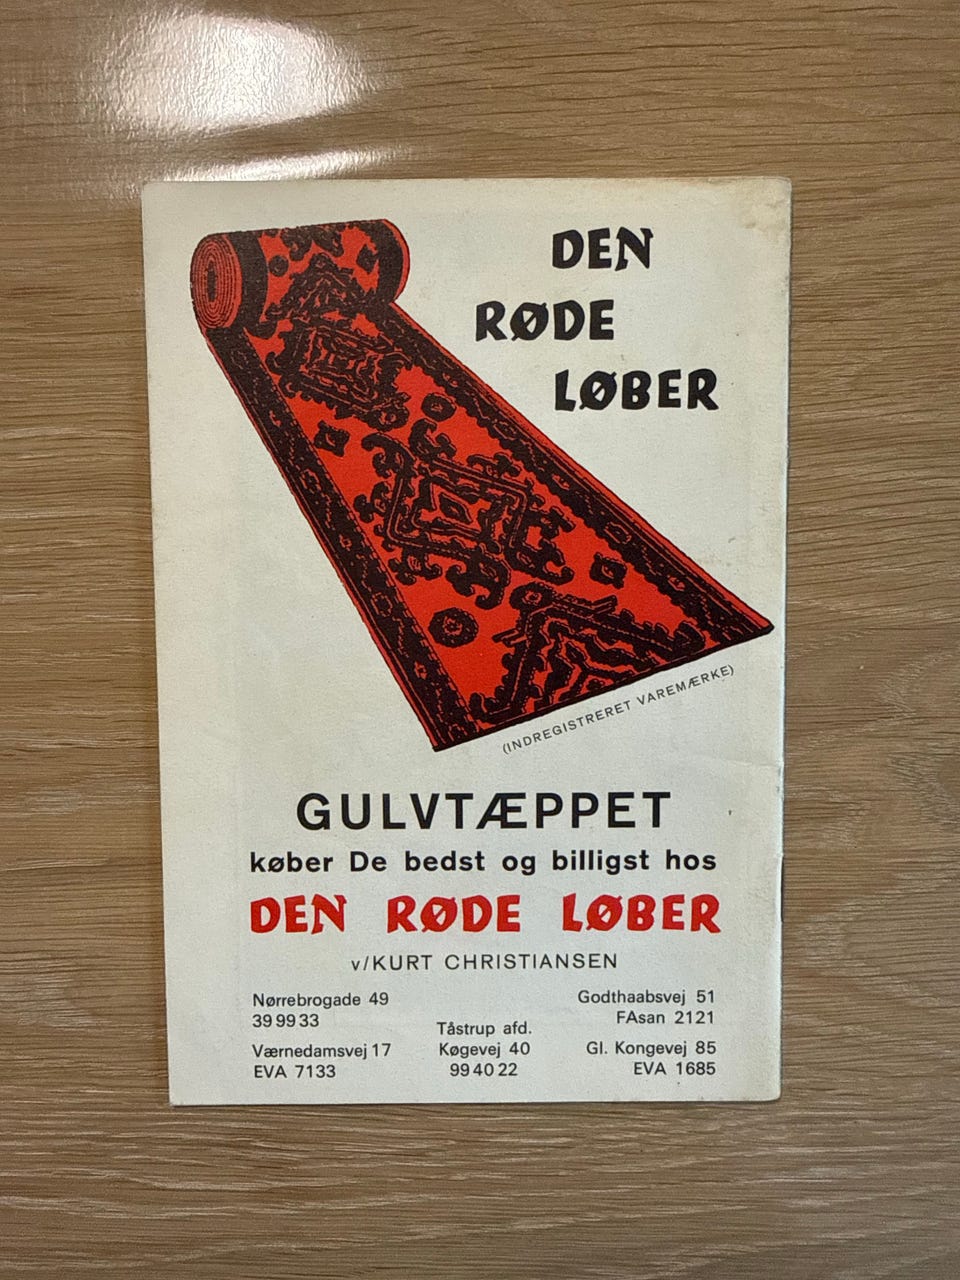 DEN
RØDE
LØBER
(INDREGISTRERET VAREMÆRKE)
GULVTÆPPET
køber De bedst og billigst hos
DEN RØDE LØBER
v/KURT CHRISTIANSEN
Nørrebrogade 49
39 99 33
Værnedamsvej 17
EVA 7133
Tåstrup afd.
Køgevej 40
99 40 22
Godthaabsvej 51
FAsan 2121
Gl. Kongevej 85
EVA 1685